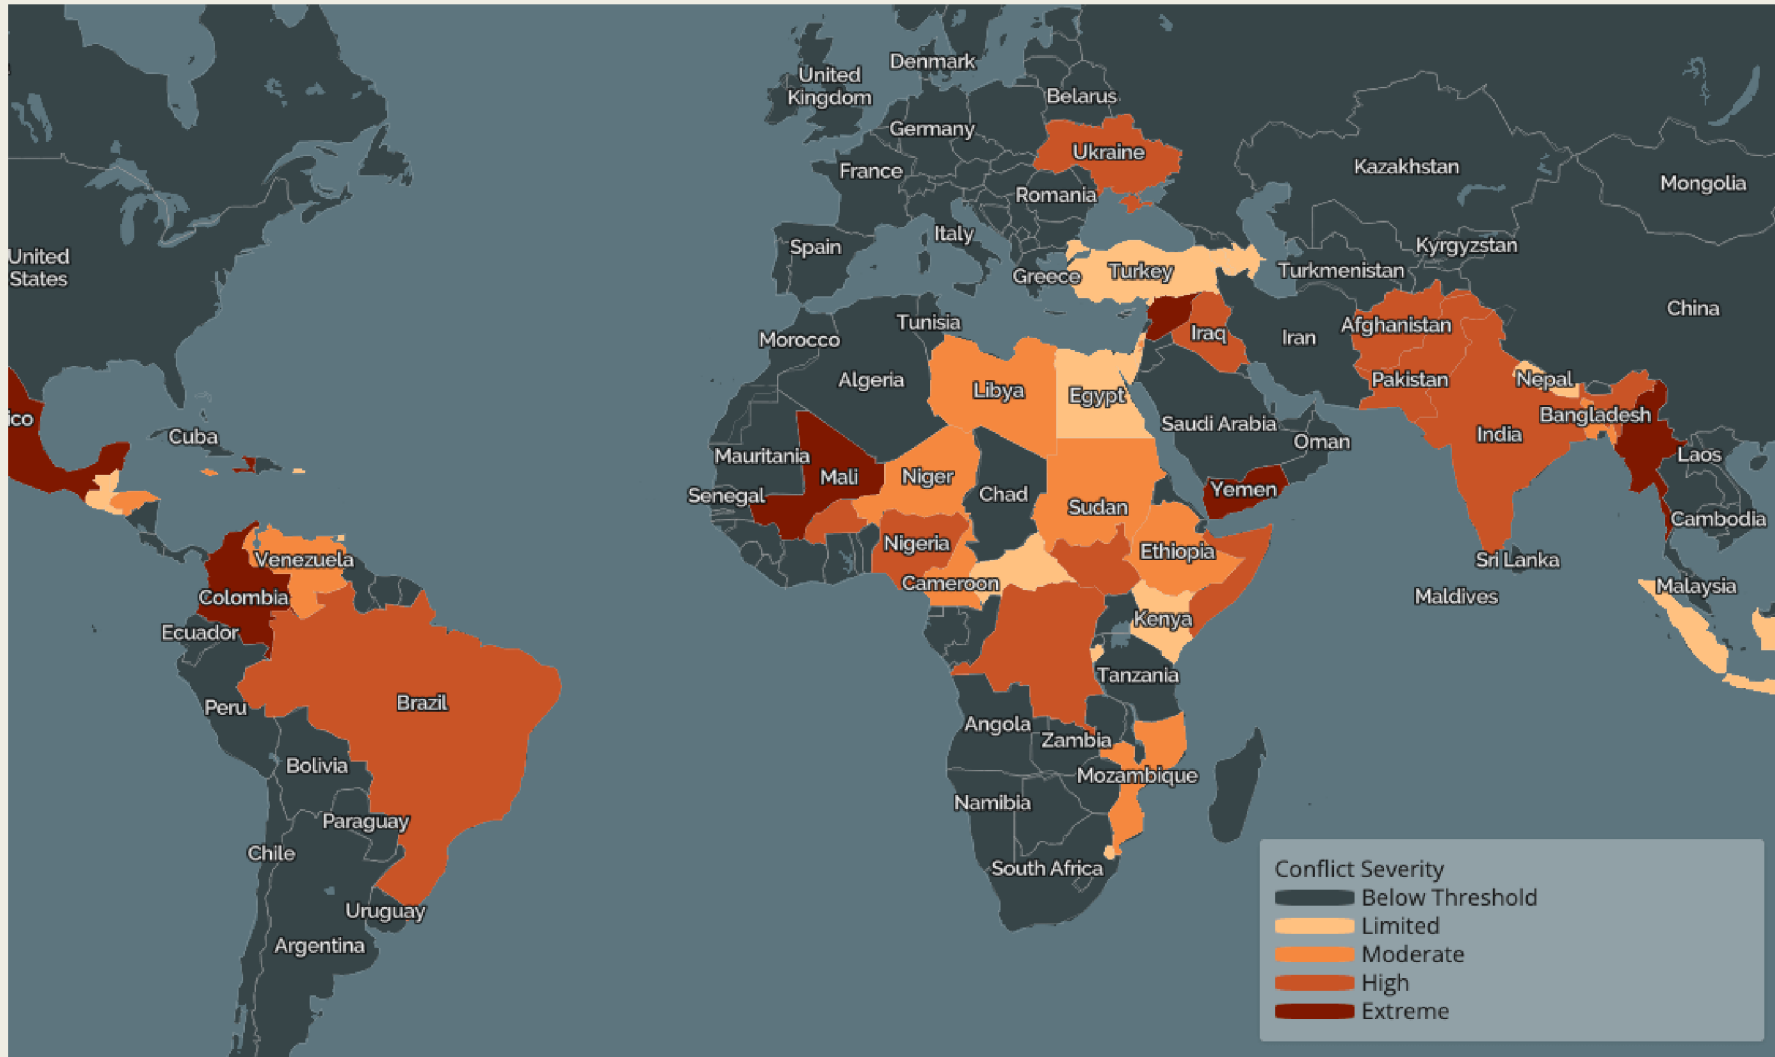 Denmark
United
Kingdom
Belarus
Germany
Ukraine
France
Kazakhstan
Mongolia
Romania
Italy
Spain
Kyrgyzstan
United
States
Greece
Turkey
Turkmenistan
China
Tunisia
Morocco
Iraq
Iran
Afghanistan
Algeria
Libya
Egypt
Pakistan
Nepal
ico
Cuba
Saudi Arabia
Oman
India
Bangladesh
Mauritania
Laos
Mali
Niger
Chad
Yemen
Senegal
Sudan
Cambodia
Nigeria
Ethiopia
Venezuela
Sri Lanka
Cameroon
Malaysia
Colombia
Maldives
Kenya
Ecuador
Tanzania
Brazil
Peru
Angola
Zambia
Bolivia
Mozambique
Namibia
Paraguay
Chile
South Africa
Uruguay
Argentina
Conflict Severity
Below Threshold
Limited
Moderate
High
Extreme